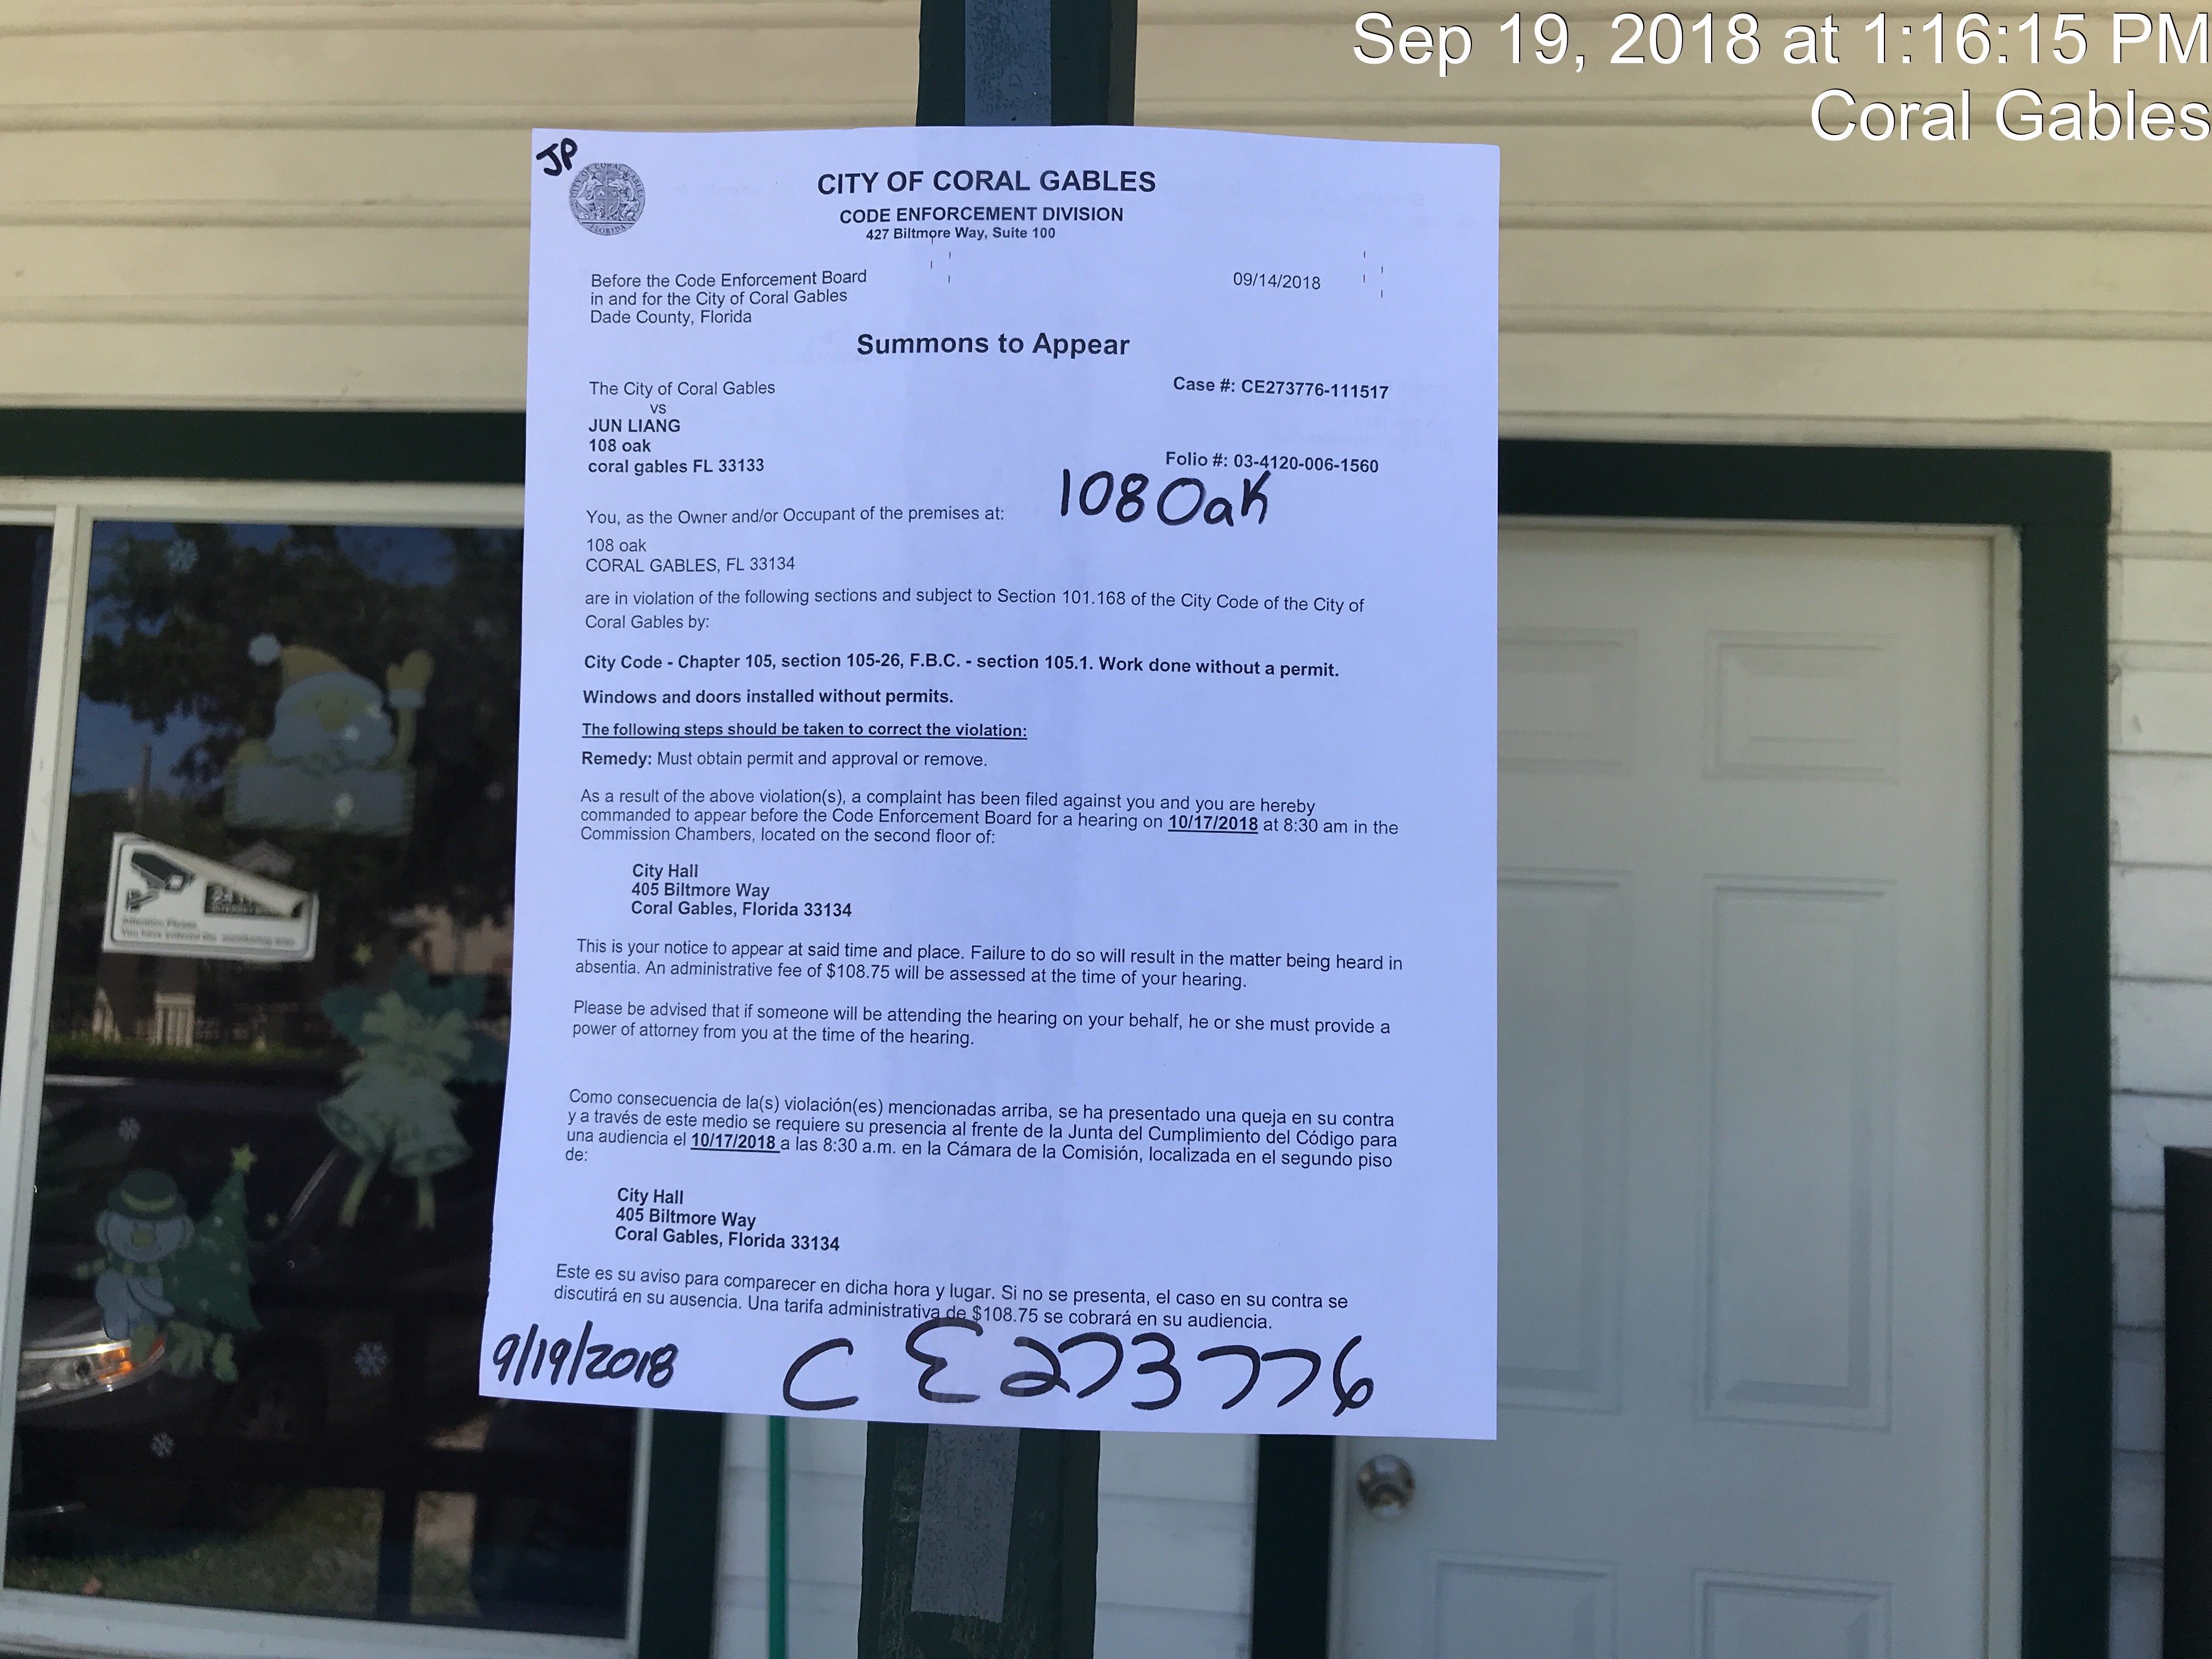 Sep 19, 2018 at 1:16:15 PM
Coral Gables
JP
FLORIDA
CITY OF CORAL GABLES
CODE ENFORCEMENT DIVISION
427 Biltmore Way, Suite 100
Before the Code Enforcement Board
in and for the City of Coral Gables
Dade County, Florida
09/14/2018
Summons to Appear
The City of Coral Gables
vs
JUN LIANG
108 oak
coral gables FL 33133
Case #: CE273776-111517
Folio #: 03-4120-006-1560
108 Oak
You, as the Owner and/or Occupant of the premises at:
108 oak
CORAL GABLES, FL 33134
are in violation of the following sections and subject to Section 101.168 of the City Code of the City of
Coral Gables by:
City Code - Chapter 105, section 105-26, F.B.C. - section 105.1. Work done without a permit.
Windows and doors installed without permits.
The following steps should be taken to correct the violation:
Remedy: Must obtain permit and approval or remove.
As a result of the above violation(s), a complaint has been filed against you and you are hereby
commanded to appear before the Code Enforcement Board for a hearing on 10/17/2018 at 8:30 am in the
Commission Chambers, located on the second floor of:
City Hall
405 Biltmore Way
Coral Gables, Florida 33134
This is your notice to appear at said time and place. Failure to do so will result in the matter being heard in
absentia. An administrative fee of $108.75 will be assessed at the time of your hearing.
Please be advised that if someone will be attending the hearing on your behalf, he or she must provide a
power of attorney from you at the time of the hearing.
Como consecuencia de la(s) violación(es) mencionadas arriba, se ha presentado una queja en su contra
y a través de este medio se requiere su presencia al frente de la Junta del Cumplimiento del Código para
una audiencia el 10/17/2018 a las 8:30 a.m. en la Cámara de la Comisión, localizada en el segundo piso
de:
City Hall
405 Biltmore Way
Coral Gables, Florida 33134
Este es su aviso para comparecer en dicha hora y lugar. Si no se presenta, el caso en su contra se
discutirá en su ausencia. Una tarifa administrativa de $108.75 se cobrará en su audiencia.
9/19/2018
CE273776
Attention Please
You have entered the monitoring area